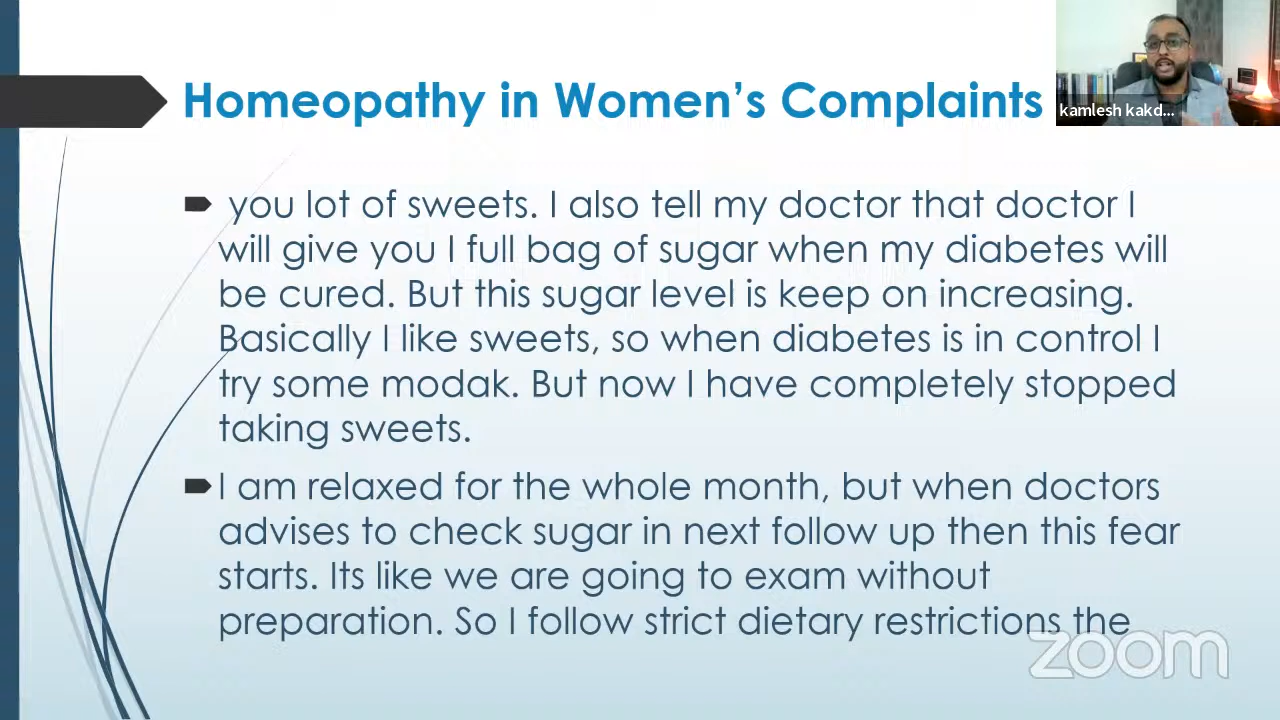 Homeopathy in Women's Complaints
kamlesh kakd...
you lot of sweets. I also tell my doctor that doctor I
will give you I full bag of sugar when my diabetes will
be cured. But this sugar level is keep on increasing.
Basically I like sweets, so when diabetes is in control I
try some modak. But now I have completely stopped
taking sweets.
I am relaxed for the whole month, but when doctors
advises to check sugar in next follow up then this fear
starts. Its like we are going to exam without
preparation. So I follow strict dietary restrictions the
zoom